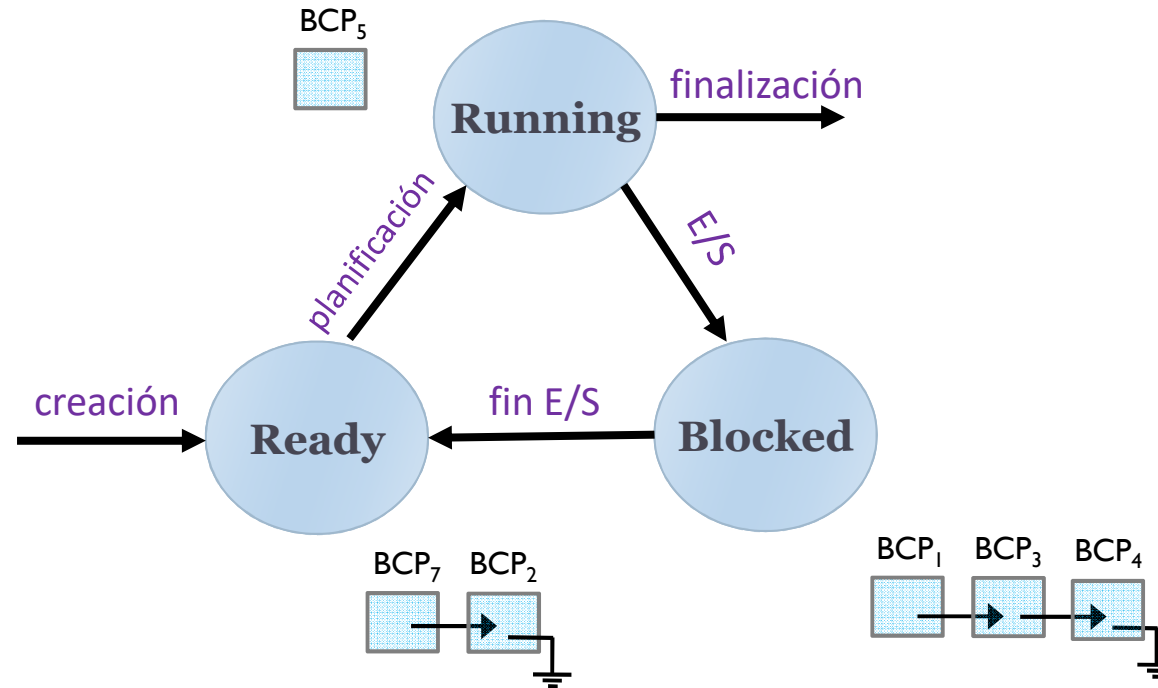 BCP5
finalización
Running
planificación
E/S
creación
fin E/S
Ready
Blocked
BCP7 BCP2
BCP1 BCP3 BCP4